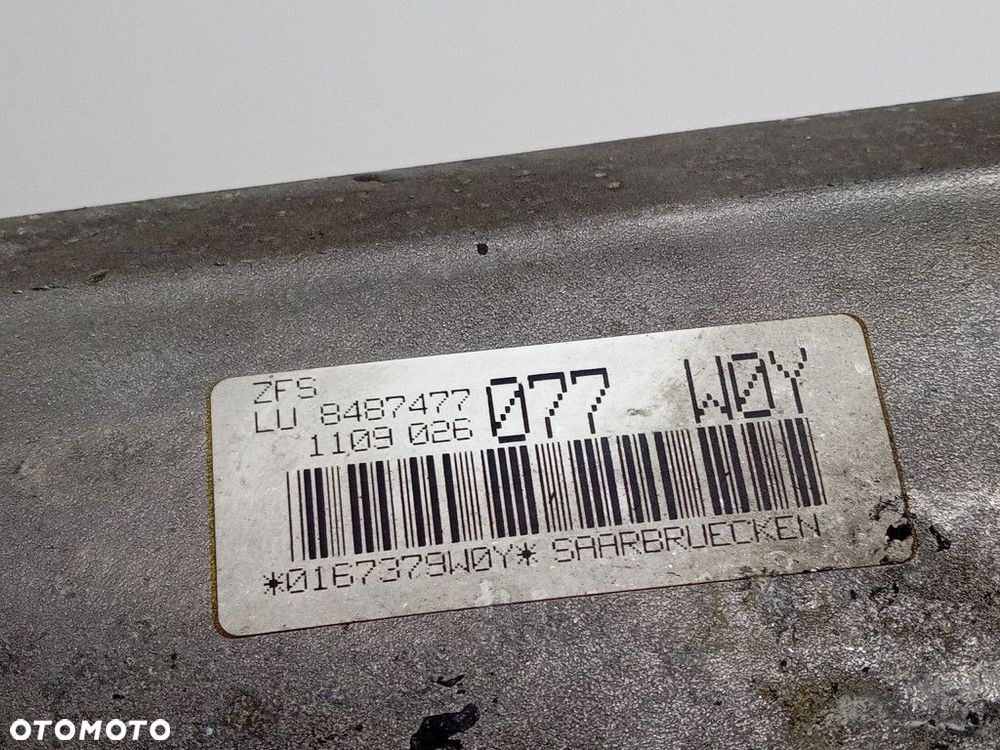 ZFS
LU 8487477 077 W0Y
1109 026
*0167379W0Y* SAARBRUECKEN
OTOMOTO